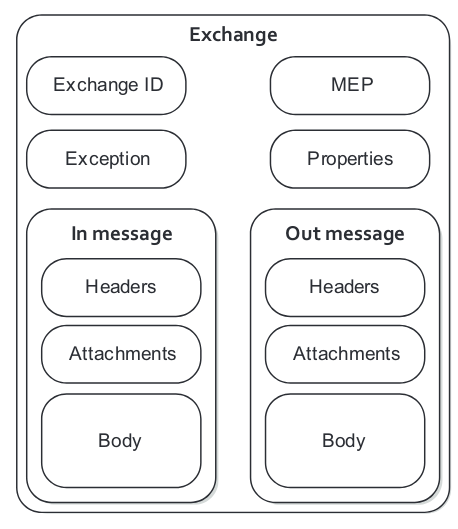 Exchange
Exchange ID
MEP
Exception
Properties
In message
Out message
Headers
Headers
Attachments
Attachments
Body
Body